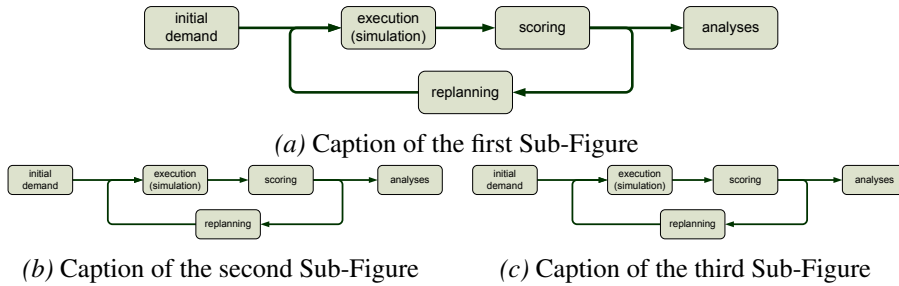 initial
demand
execution
(simulation)
scoring
analyses
replanning
(a) Caption of the first Sub-Figure
initial
demand
execution
(simulation)
scoring
analyses
replanning
(b) Caption of the second Sub-Figure
initial
demand
execution
(simulation)
scoring
analyses
replanning
(c) Caption of the third Sub-Figure